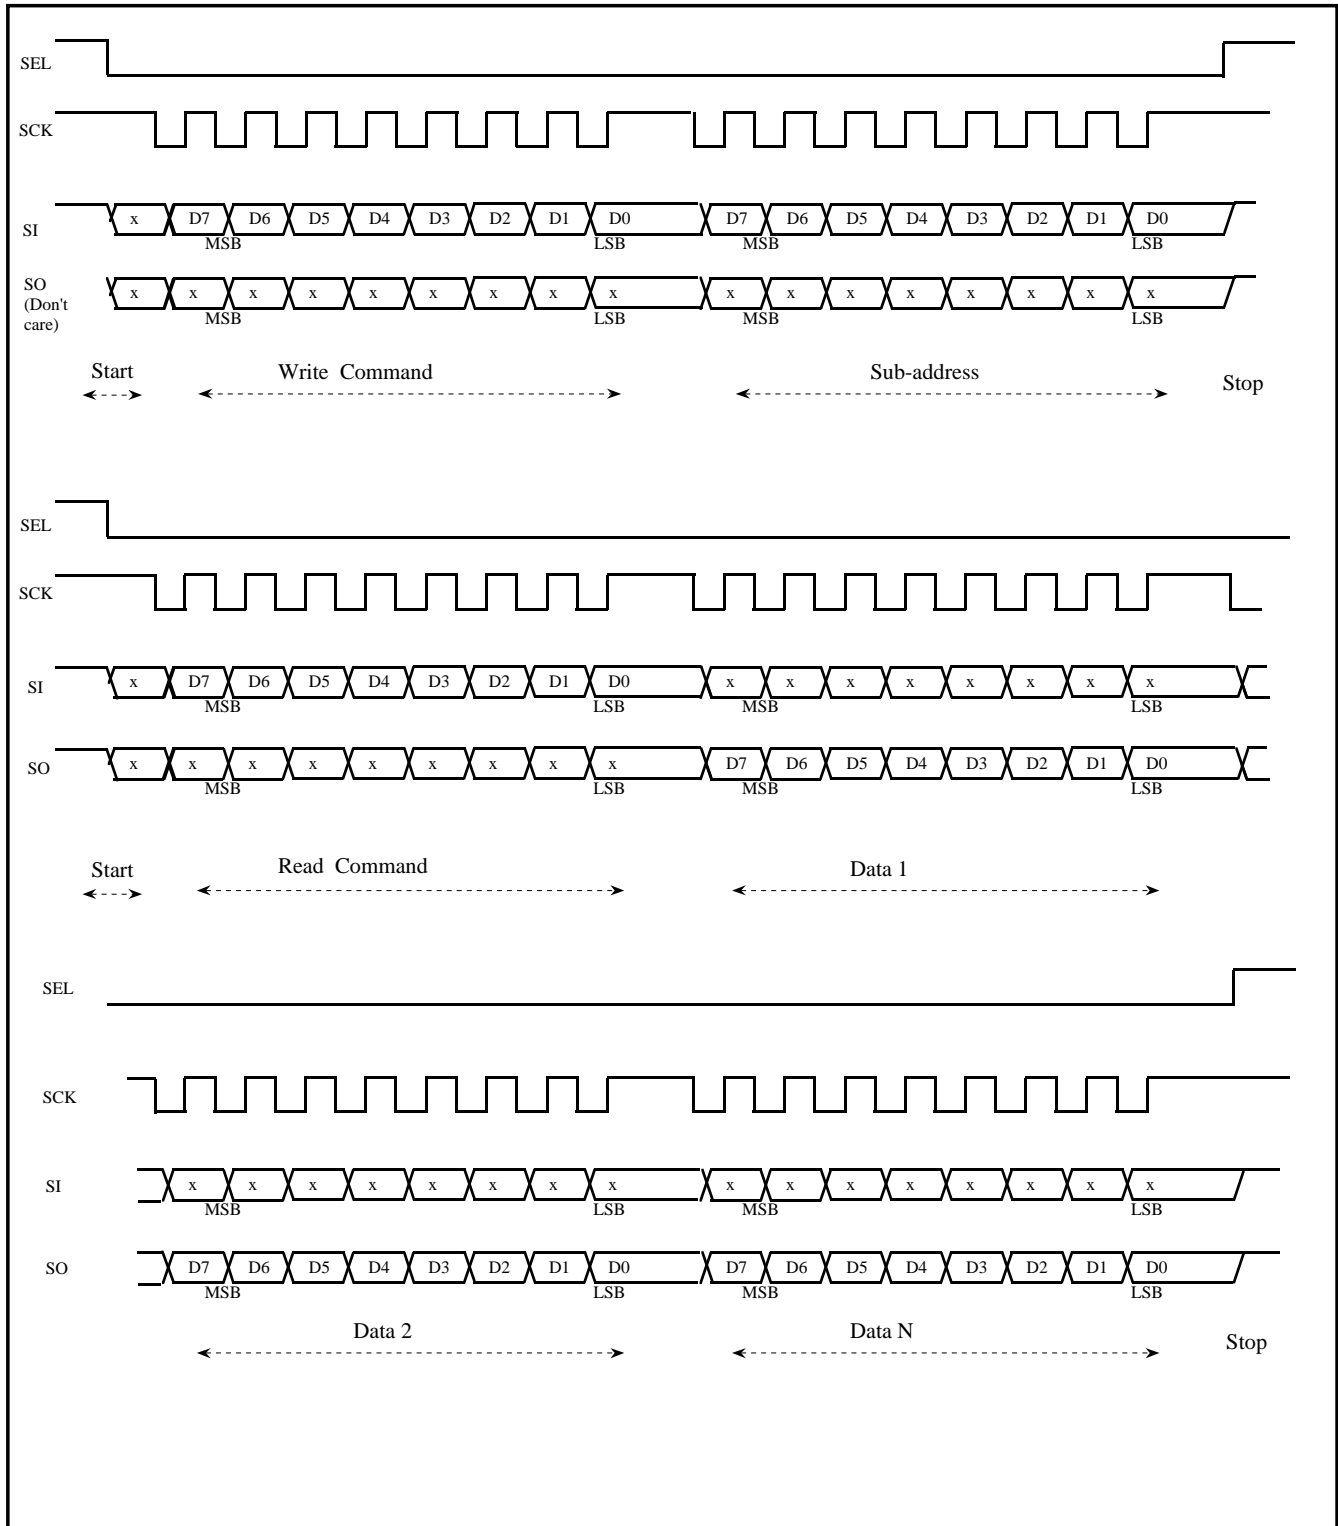 SEL
SCK
SI
x D7 D6 D5 D4 D3 D2 D1 D0 D7 D6 D5 D4 D3 D2 D1 D0
MSB LSB MSB LSB
SO
(Don't
care)
x x x x x x x x x x x x x x x x x
MSB LSB MSB LSB
Start Write Command Sub-address Stop
SEL
SCK
SI
x D7 D6 D5 D4 D3 D2 D1 D0 x x x x x x x x
MSB LSB MSB LSB
SO
x x x x x x x x x D7 D6 D5 D4 D3 D2 D1 D0
MSB LSB MSB LSB
Start Read Command Data 1
SEL
SCK
SI
x x x x x x x x x x x x x x x x
MSB LSB MSB LSB
SO
D7 D6 D5 D4 D3 D2 D1 D0 D7 D6 D5 D4 D3 D2 D1 D0
MSB LSB MSB LSB
Data 2 Data N Stop